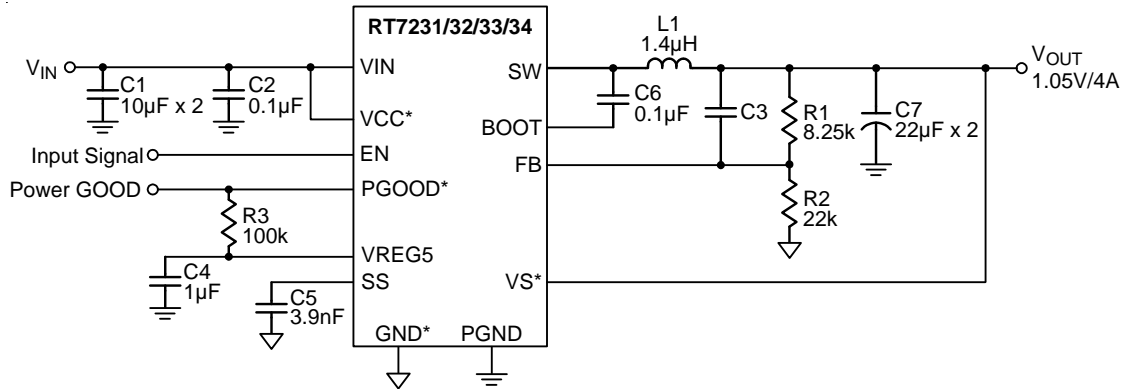 RT7231/32/33/34
L1
1.4µH
VIN
VIN
SW
VOUT
1.05V/4A
C1
10µF x 2
C2
0.1µF
C6
0.1µF
C3
R1
8.25k
C7
22µF x 2
VCC*
BOOT
Input Signal
EN
FB
Power GOOD
PGOOD*
R3
100k
R2
22k
VREG5
C4
1µF
SS
VS*
C5
3.9nF
GND*
PGND